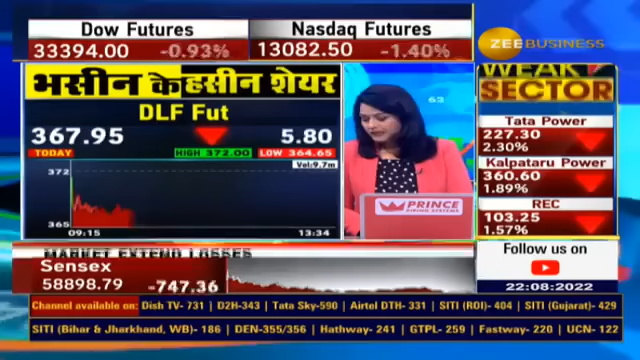 Dow Futures
33394.00 -0.93%
Nasdaq Futures
13082.50 -1.40%
ZEE BUSINESS
भसीन के हसीन शेयर
DLF Fut
367.95 5.80
TODAY HIGH 372.00 LOW 364.65
Vol:9.7m
372
365
09:15 13:34
63
PRINCE
PIPING SYSTEMS
WEAK
SECTOR
Tata Power
227.30
2.30%
Kalpataru Power
360.60
1.89%
REC
103.25
1.57%
MARKET EXTEND LOSSES
Sensex
58898.79 -747.36
Follow us on
22:08:2022
Channel available on: Dish TV- 731 | D2H-343 | Tata Sky-590 | Airtel DTH- 331 | SITI (ROI)- 404 | SITI (Gujarat)- 429
SITI (Bihar & Jharkhand, WB)- 186 | DEN-355/356 | Hathway- 241 | GTPL- 259 | Fastway- 220 | UCN- 122